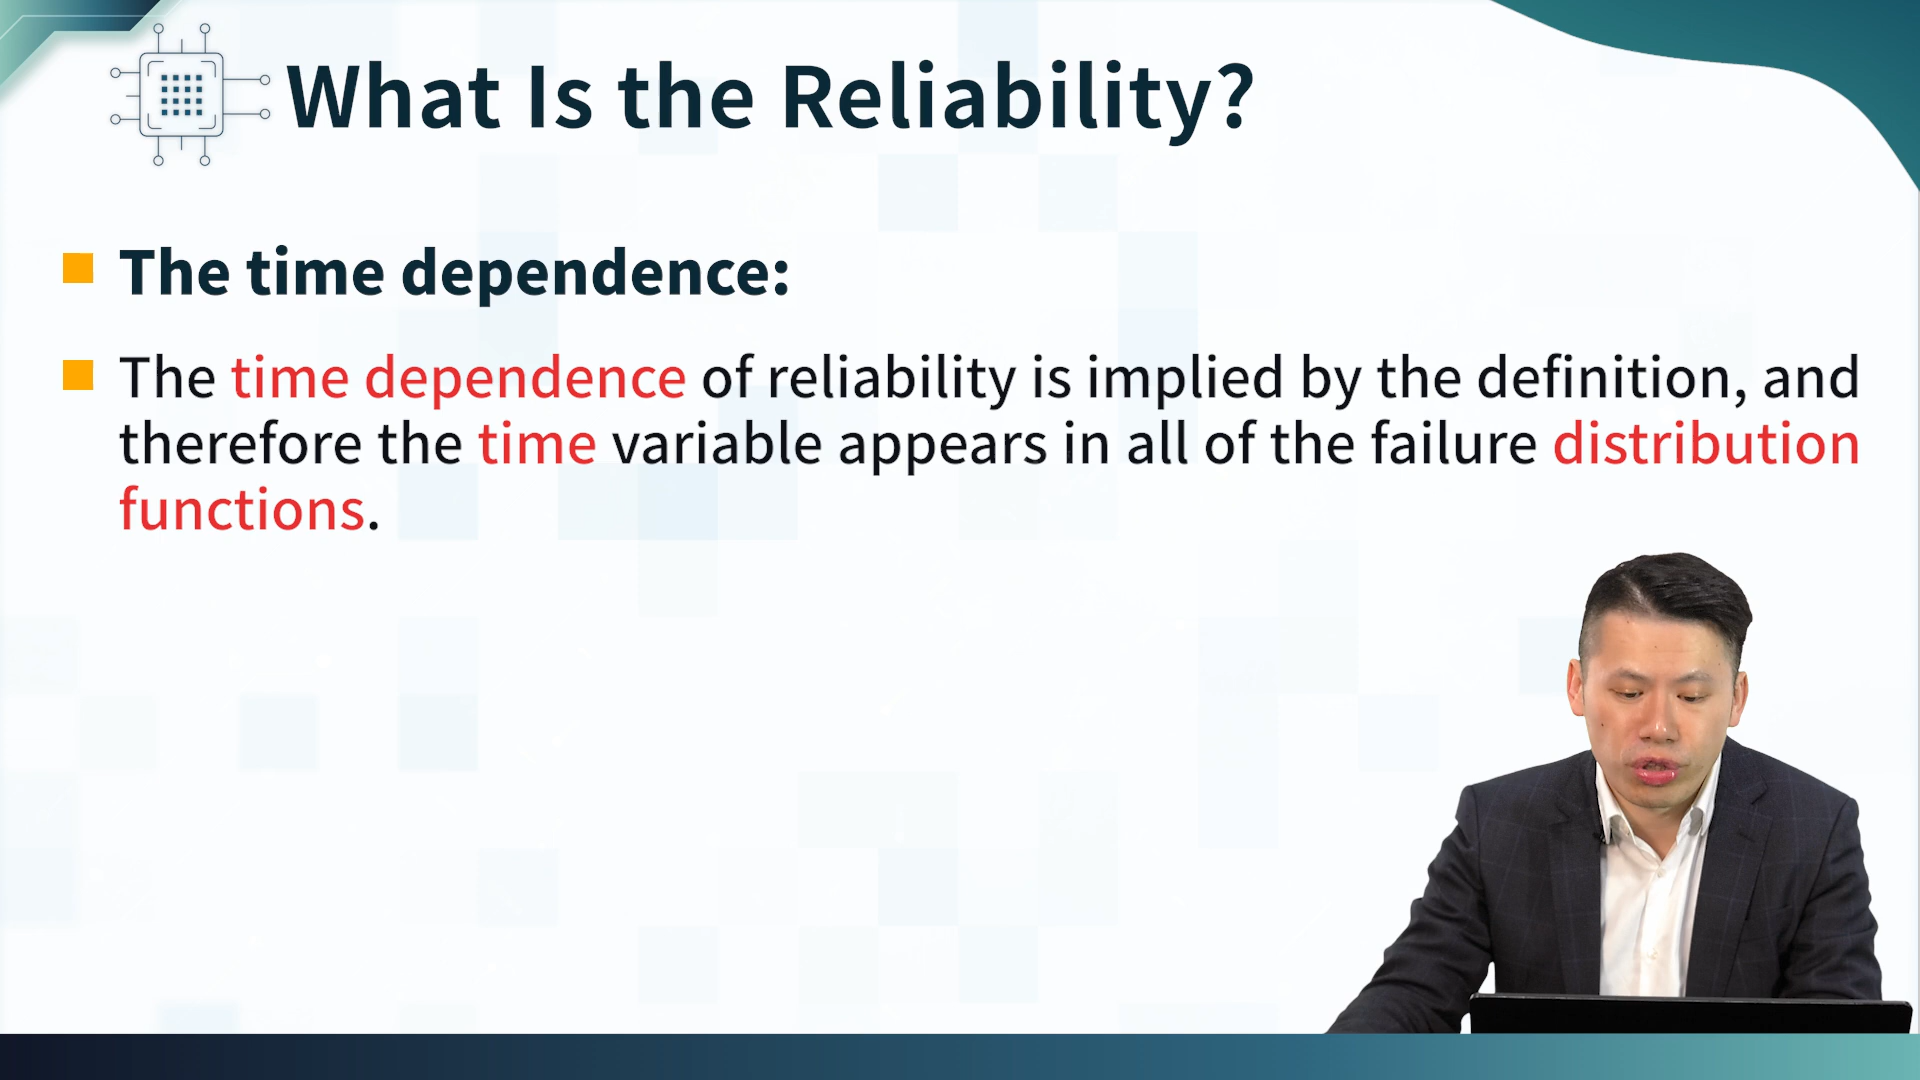 What Is the Reliability?
The time dependence:
The time dependence of reliability is implied by the definition, and
therefore the time variable appears in all of the failure distribution
functions.